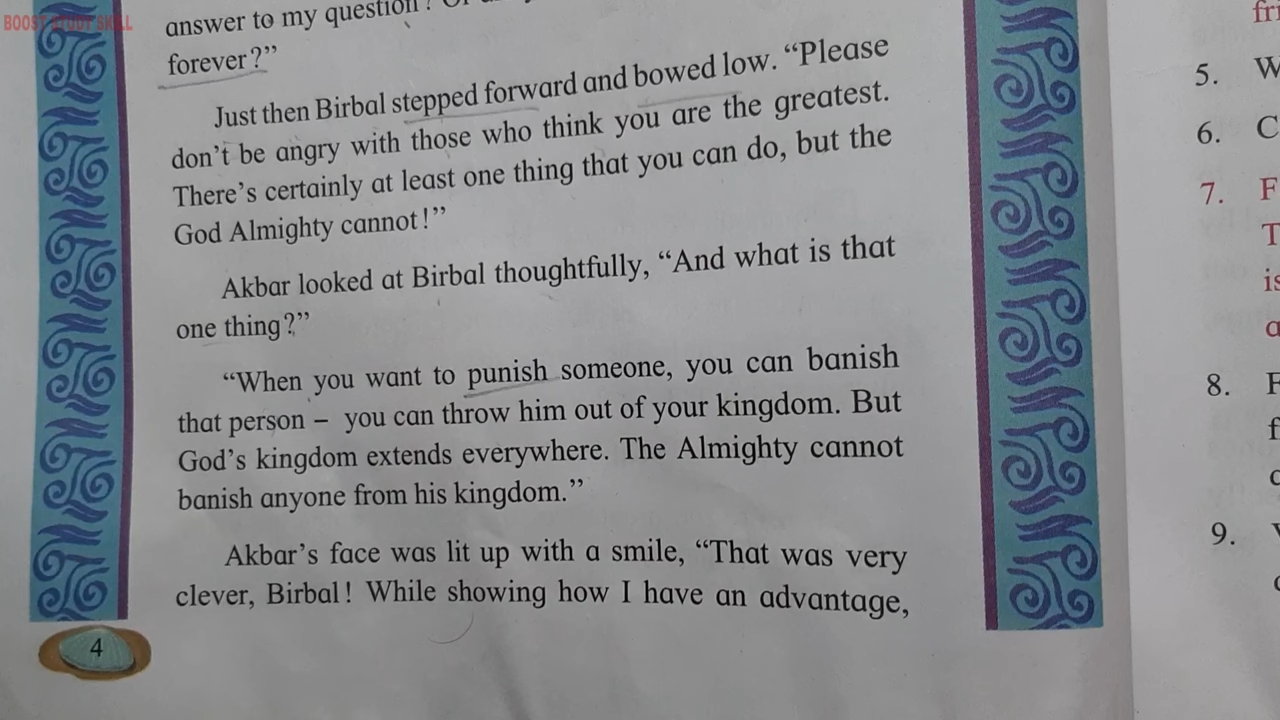 BOOST STUDY SKILL
answer to my question?
forever?”
Just then Birbal stepped forward and bowed low. “Please
don’t be angry with those who think you are the greatest.
There’s certainly at least one thing that you can do, but the
God Almighty cannot!”
Akbar looked at Birbal thoughtfully, “And what is that
one thing?”
“When you want to punish someone, you can banish
that person – you can throw him out of your kingdom. But
God’s kingdom extends everywhere. The Almighty cannot
banish anyone from his kingdom.”
Akbar’s face was lit up with a smile, “That was very
clever, Birbal! While showing how I have an advantage,
4
5.
6.
7.
8.
9.